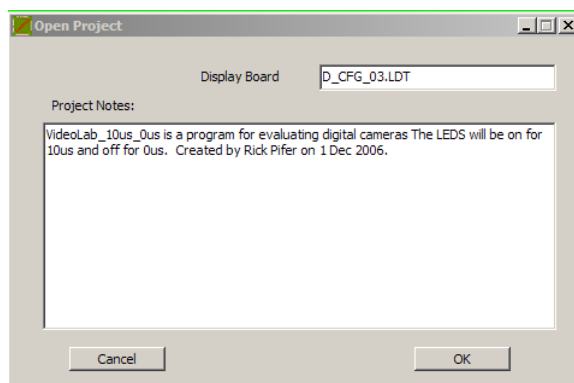 Open Project
Display Board D_CFG_03.LDT
Project Notes:
VideoLab_10us_0us is a program for evaluating digital cameras The LEDS will be on for
10us and off for 0us.  Created by Rick Pifer on 1 Dec 2006.
Cancel OK